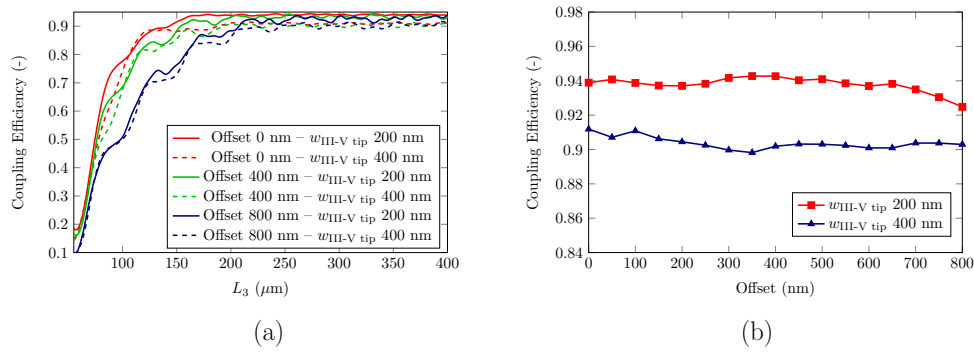 0.9
0.8
0.7
0.6
0.5
0.4
0.3
0.2
0.1
Coupling Efficiency (-)
100 150 200 250 300 350 400
L3 (μm)
Offset 0 nm – wIII-V tip 200 nm
Offset 0 nm – wIII-V tip 400 nm
Offset 400 nm – wIII-V tip 200 nm
Offset 400 nm – wIII-V tip 400 nm
Offset 800 nm – wIII-V tip 200 nm
Offset 800 nm – wIII-V tip 400 nm
(a)
0.98
0.96
0.94
0.92
0.9
0.88
0.86
0.84
Coupling Efficiency (-)
0 100 200 300 400 500 600 700 800
Offset (nm)
wIII-V tip 200 nm
wIII-V tip 400 nm
(b)